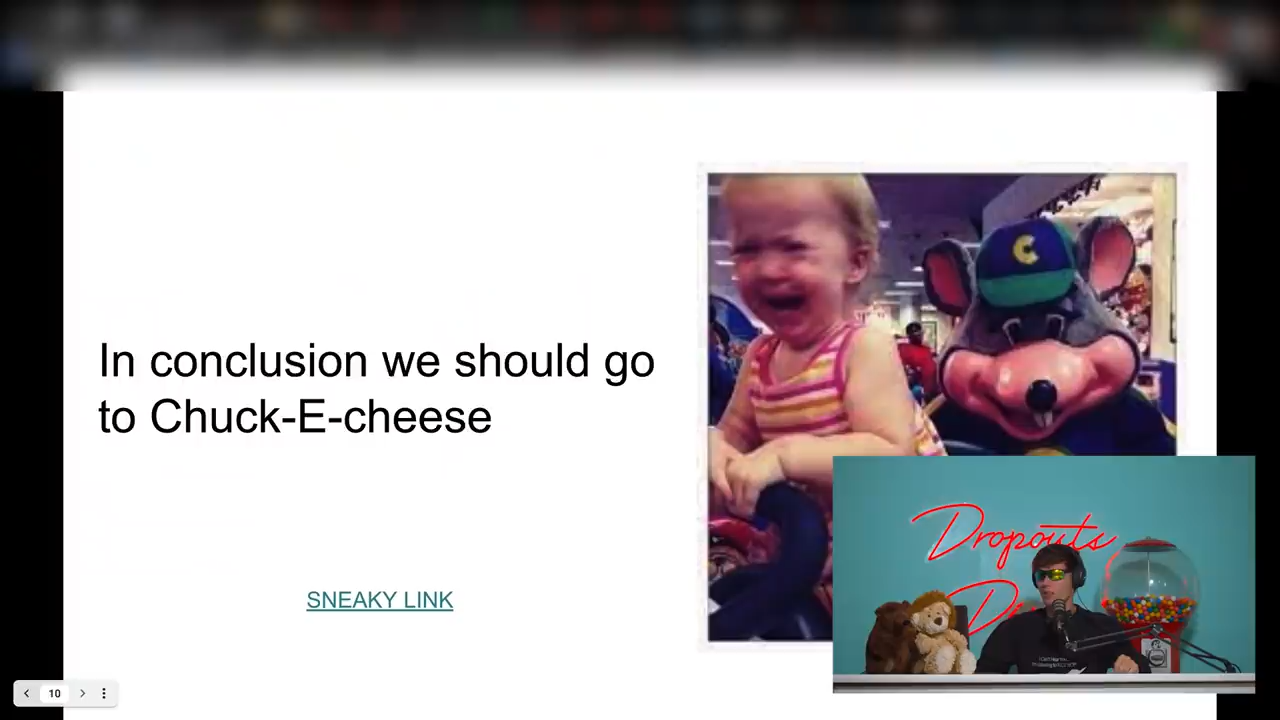 In conclusion we should go
to Chuck-E-cheese
C
SNEAKY LINK
Dropouts
10